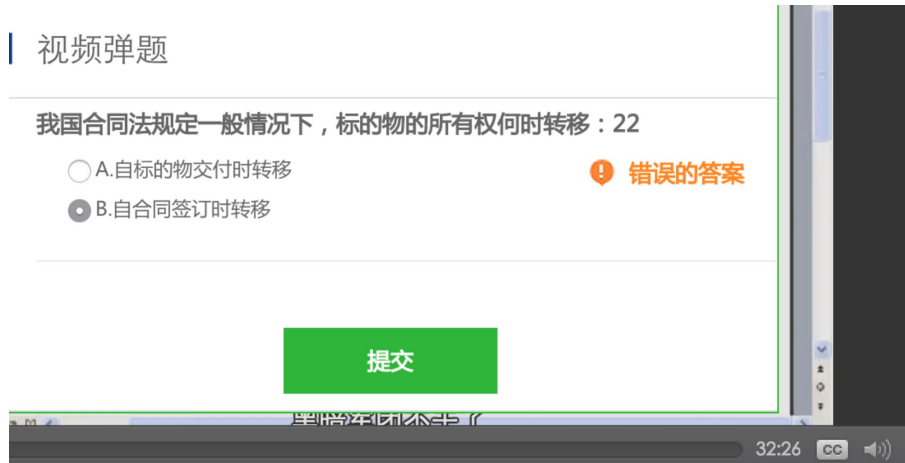 视频弹题
我国合同法规定一般情况下，标的物的所有权何时转移：22
A.自标的物交付时转移
错误的答案
B.自合同签订时转移
提交
32:26 CC